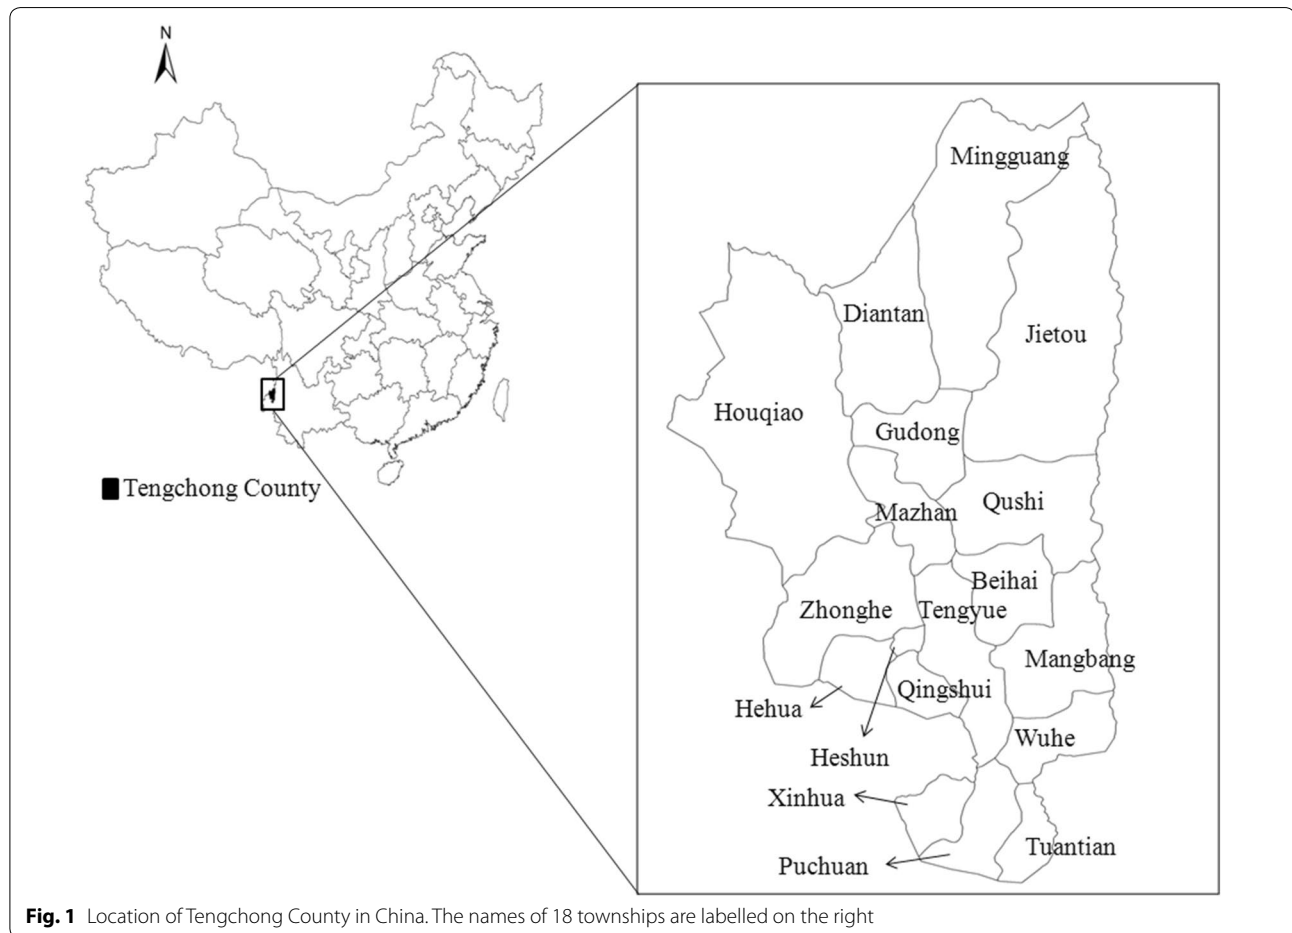 N
Mingguang
Diantan
Jietou
Houqiao
Gudong
Tengchong County
Qushi
Mazhan
Beihai
Zhonghe
Tengyue
Mangbang
Qingshui
Hehua
Wuhe
Heshun
Xinhua
Tuantian
Puchuan
Fig. 1 Location of Tengchong County in China. The names of 18 townships are labelled on the right